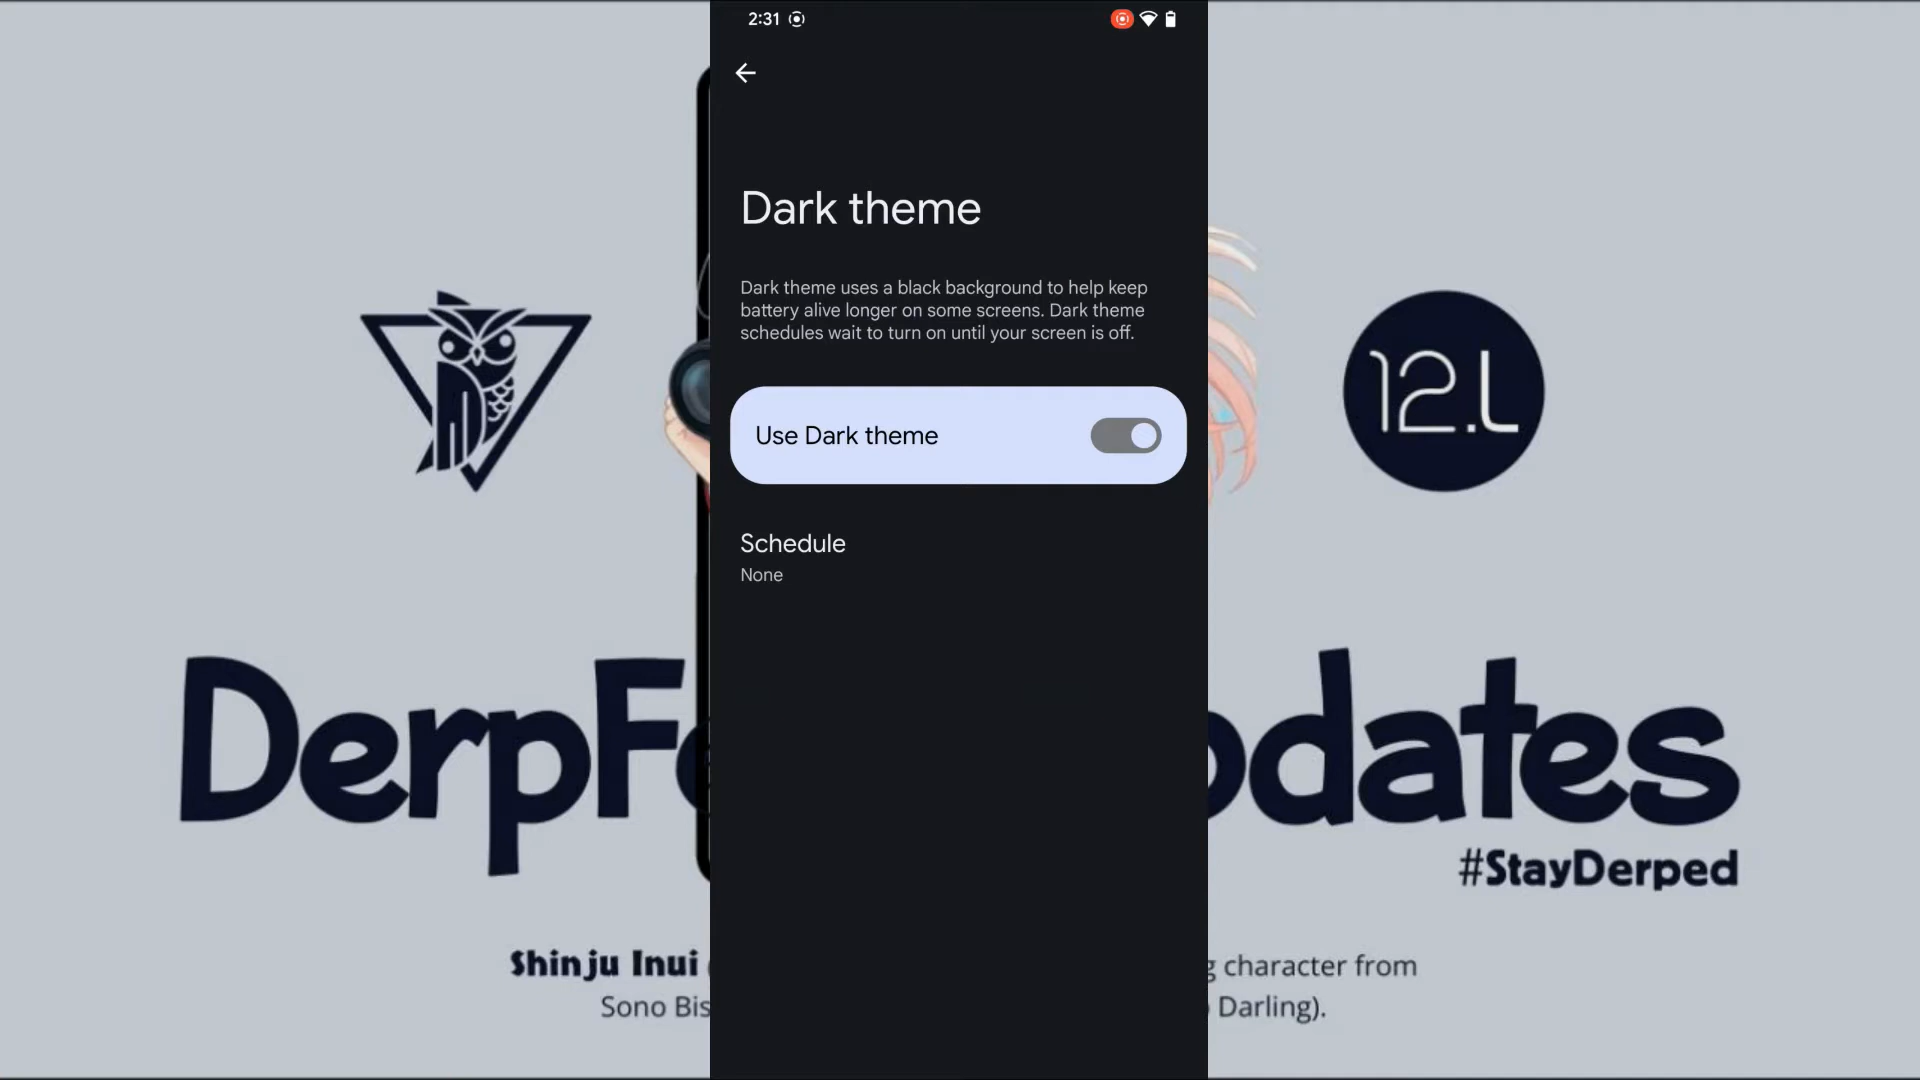 2:31
Dark theme
Dark theme uses a black background to help keep
battery alive longer on some screens. Dark theme
schedules wait to turn on until your screen is off.
Use Dark theme
Schedule
None
12.L
DerpFe
pdates
#StayDerped
Shinju Inui
g character from
Sono Bis
Darling).